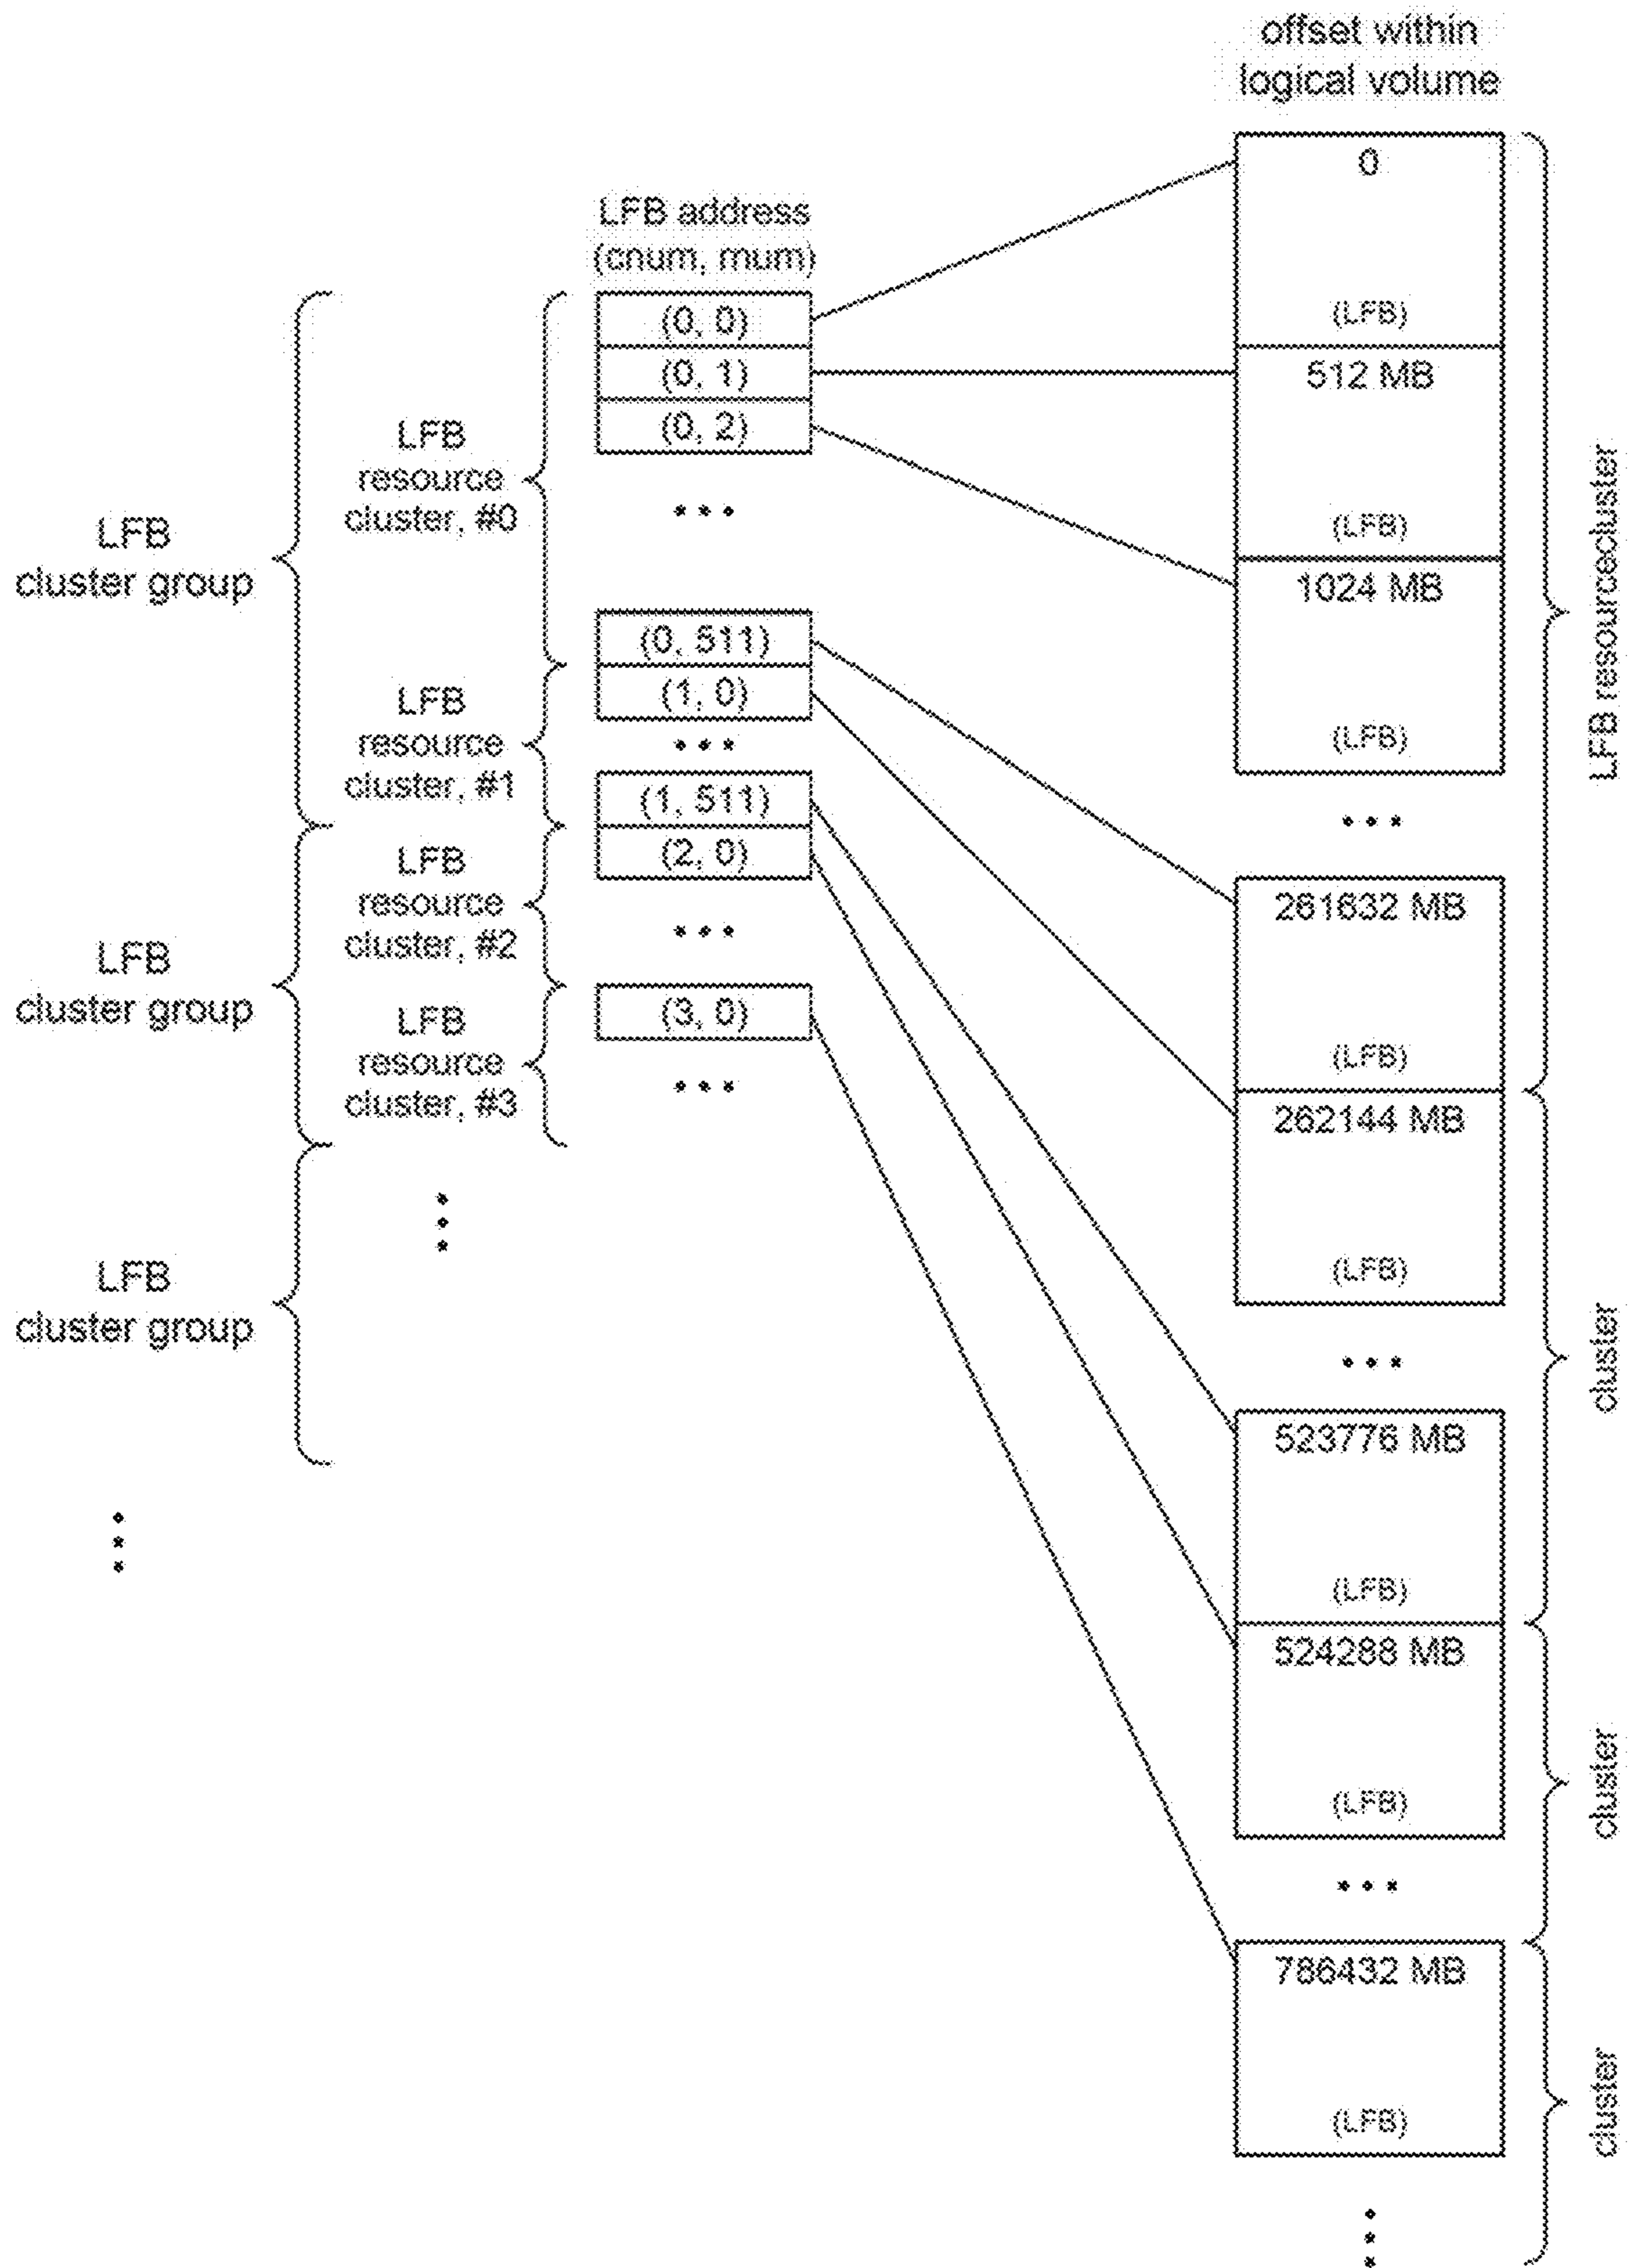 offset within
logical volume
LFB address
(cnum, rnum)
LFB
cluster group
LFB
cluster group
LFB
cluster group
LFB
resource
cluster, #0
LFB
resource
cluster, #1
LFB
resource
cluster, #2
LFB
resource
cluster, #3
(0, 0)
(0, 1)
(0, 2)
• • •
(0, 511)
(1, 0)
• • •
(1, 511)
(2, 0)
• • •
(3, 0)
• • •
0
(LFB)
512 MB
(LFB)
1024 MB
(LFB)
• • •
261632 MB
(LFB)
262144 MB
(LFB)
• • •
523776 MB
(LFB)
524288 MB
(LFB)
• • •
786432 MB
(LFB)
LFB resourcecluster
cluster
cluster
cluster